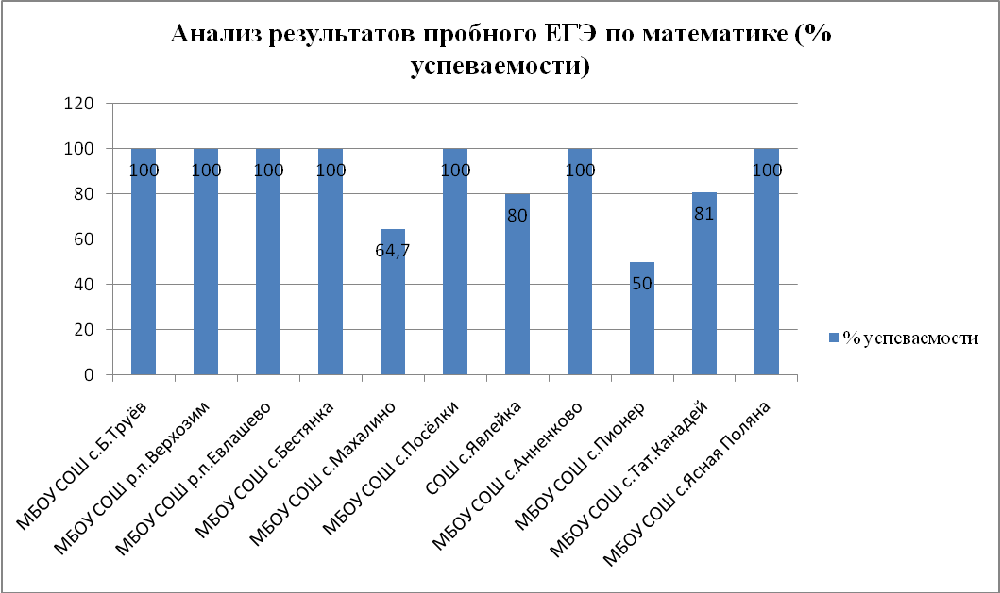 Анализ результатов пробного ЕГЭ по математике (%
успеваемости)
120
100
80
60
40
20
0
100
100
100
100
64,7
100
80
100
50
81
100
МБОУ СОШ с.Б.Труёв
МБОУ СОШ р.п.Верхозим
МБОУ СОШ р.п.Евлашево
МБОУ СОШ с.Бестянка
МБОУ СОШ с.Махалино
МБОУ СОШ с.Посёлки
СОШ с.Явлейка
МБОУ СОШ с.Анненково
МБОУ СОШ с.Пионер
МБОУ СОШ с.Тат.Канадей
МБОУ СОШ с.Ясная Поляна
% успеваемости